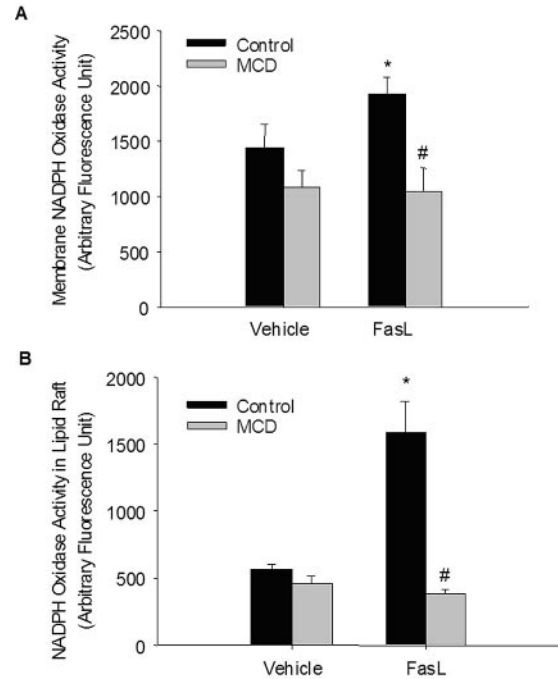 A
Membrane NADPH Oxidase Activity
(Arbitrary Fluorescence Unit)
2500
2000
1500
1000
500
0
Control
MCD
*
#
Vehicle
FasL
B
NADPH Oxidase Activity in Lipid Raft
(Arbitrary Fluorescence Unit)
2000
1500
1000
500
0
Control
MCD
*
#
Vehicle
FasL